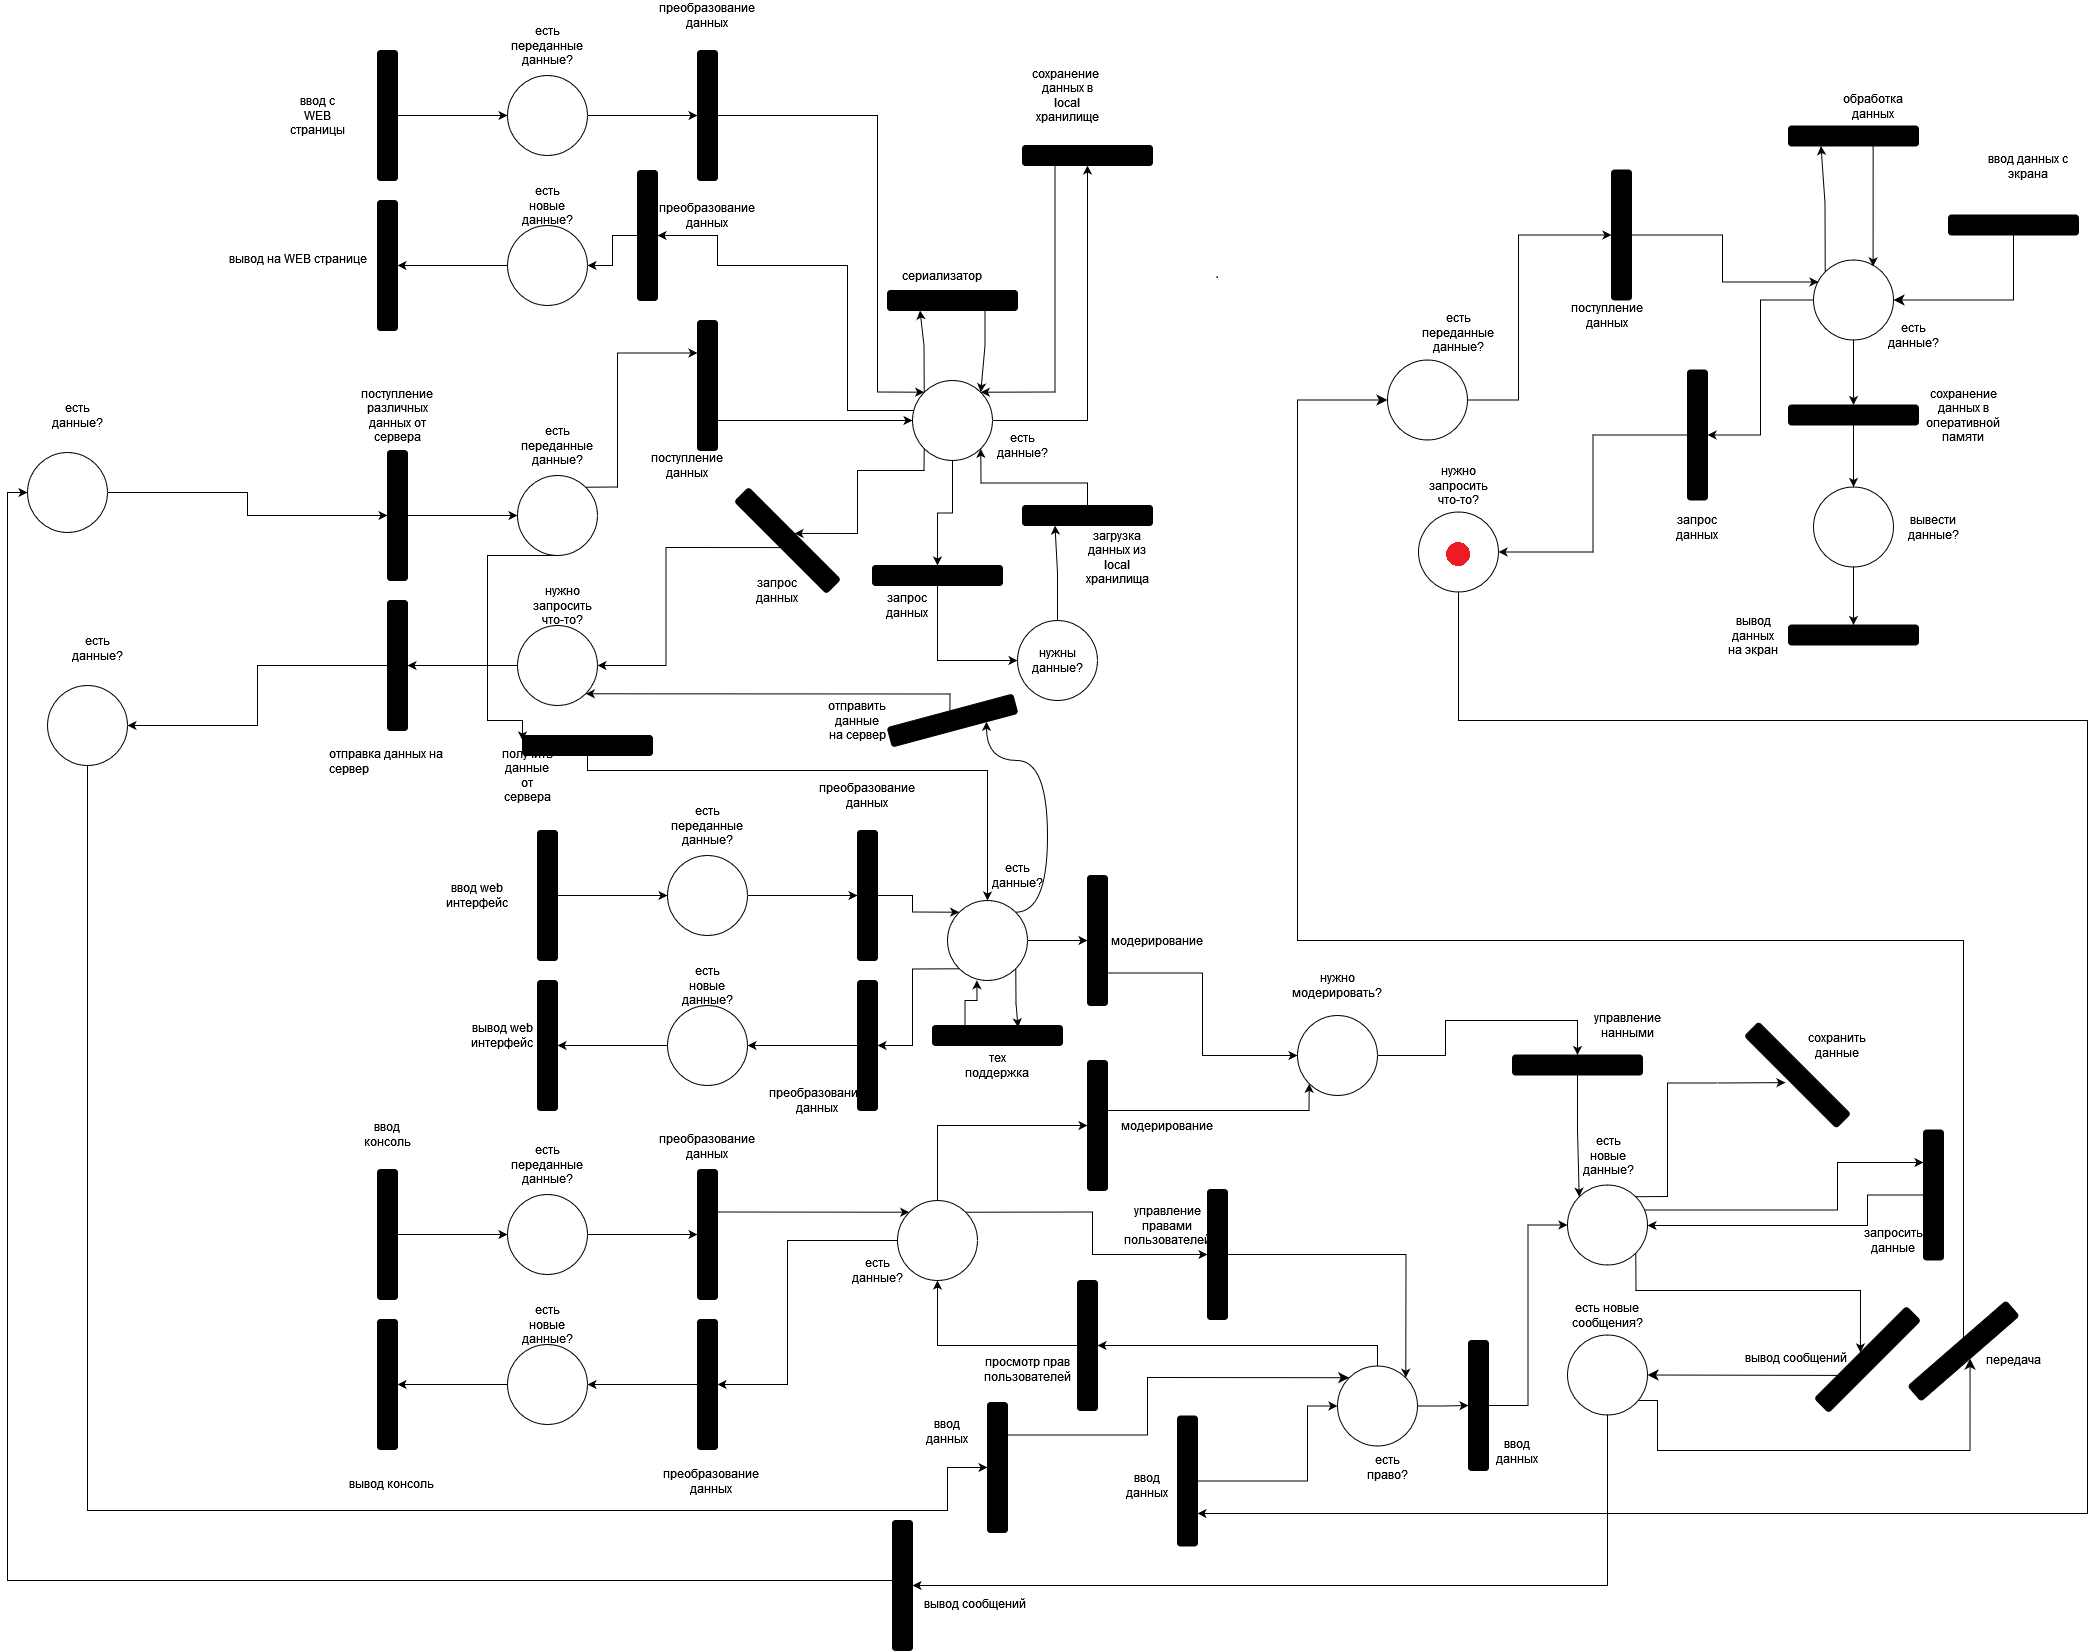 преобразование
данных
есть
переданные
данные?
ввод с
WEB
страницы
сохранение
данных в
local
хранилище
обработка
данных
ввод данных с
экрана
есть
новые
данные?
преобразование
данных
вывод на WEB странице
сериализатор
.
поступление
данных
есть
переданные
данные?
есть
данные?
есть
данные?
поступление
различных
данных от
сервера
есть
переданные
данные?
поступление
данных
есть
данные?
сохранение
данных в
оперативной
памяти
нужно
запросить
что-то?
запрос
данных
вывести
данные?
загрузка
данных из
local
хранилища
запрос
данных
запрос
данных
нужно
запросить
что-то?
есть
данные?
нужны
данные?
вывод
данных
на экран
отправить
данные
на сервер
отправка данных на
сервер
получить
данные
от
сервера
преобразование
данных
есть
переданные
данные?
есть
данные?
ввод web
интерфейс
модерирование
есть
новые
данные?
нужно
модерировать?
вывод web
интерфейс
тех
поддержка
преобразовани
данных
управление
нанными
сохранить
данные
ввод
консоль
есть
переданные
данные?
преобразование
данных
модерирование
есть
новые
данные?
управление
правами
пользователей
запросить
данные
есть
данные?
есть
новые
данные?
есть новые
сообщения?
просмотр прав
пользователей
вывод сообщений
передача
вывод консоль
преобразование
данных
ввод
данных
ввод
данных
есть
право?
ввод
данных
вывод сообщений